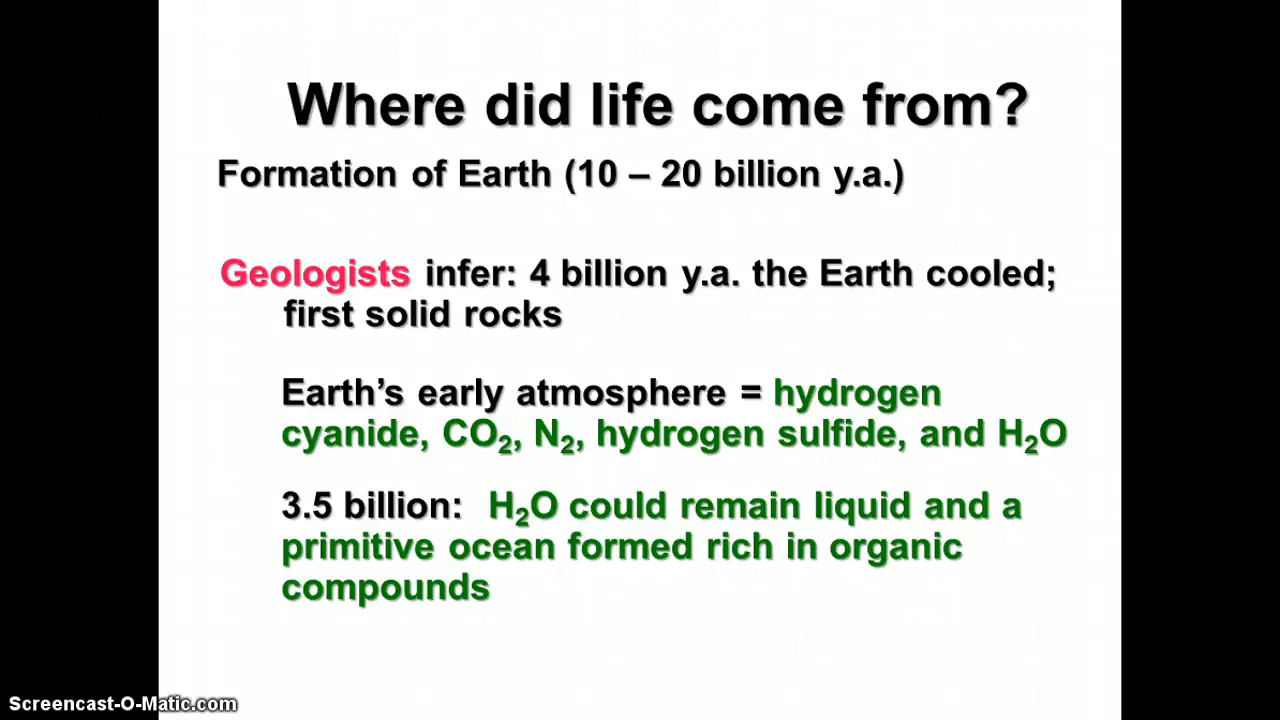 Where did life come from?
Formation of Earth (10 – 20 billion y.a.)
Geologists infer: 4 billion y.a. the Earth cooled;
first solid rocks
Earth’s early atmosphere = hydrogen
cyanide, CO₂, N₂, hydrogen sulfide, and H₂O
3.5 billion: H₂O could remain liquid and a
primitive ocean formed rich in organic
compounds
Screencast-O-Matic.com